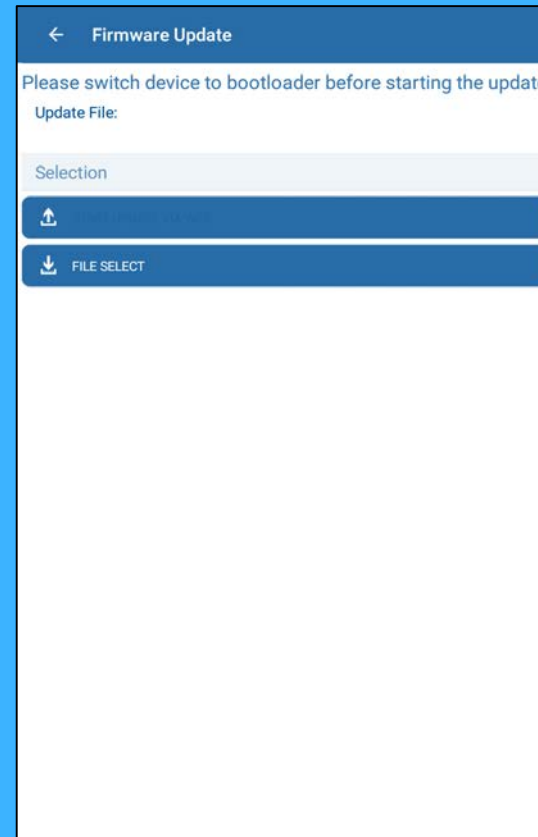 Firmware Update
Please switch device to bootloader before starting the updat
Update File:
Selection
FILE SELECT